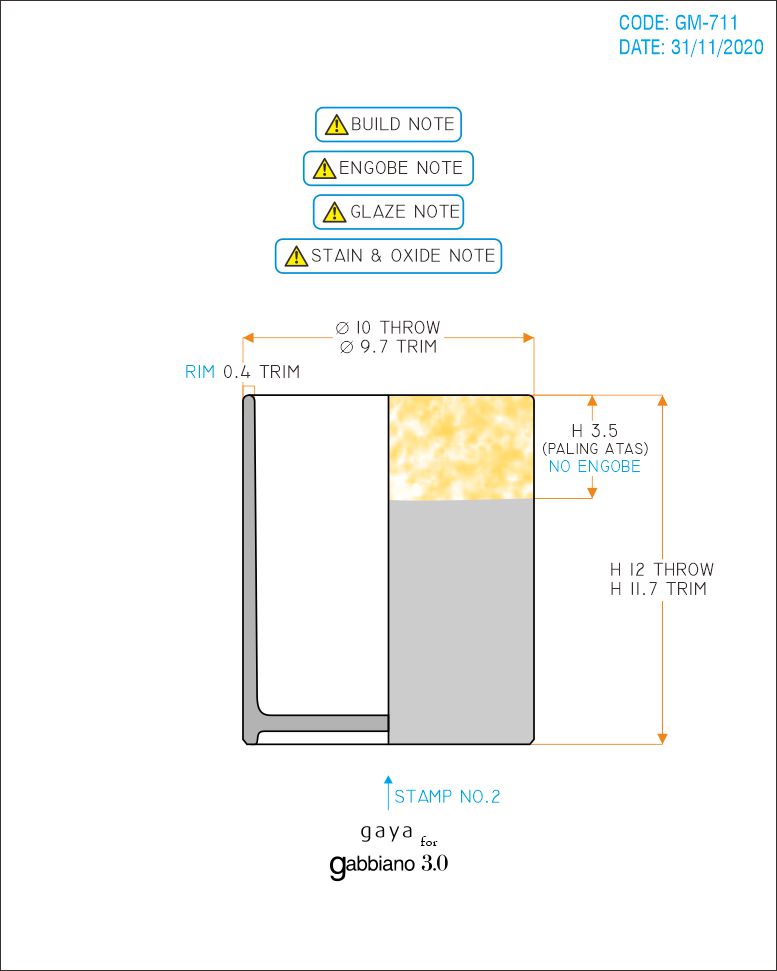 CODE: GM-711
DATE: 31/11/2020
BUILD NOTE
ENGOBE NOTE
GLAZE NOTE
STAIN & OXIDE NOTE
∅ 10 THROW
∅ 9.7 TRIM
RIM 0.4 TRIM
H 3.5
(PALING ATAS)
NO ENGOBE
H 12 THROW
H 11.7 TRIM
STAMP NO.2
gaya for
gabbiano 3.0